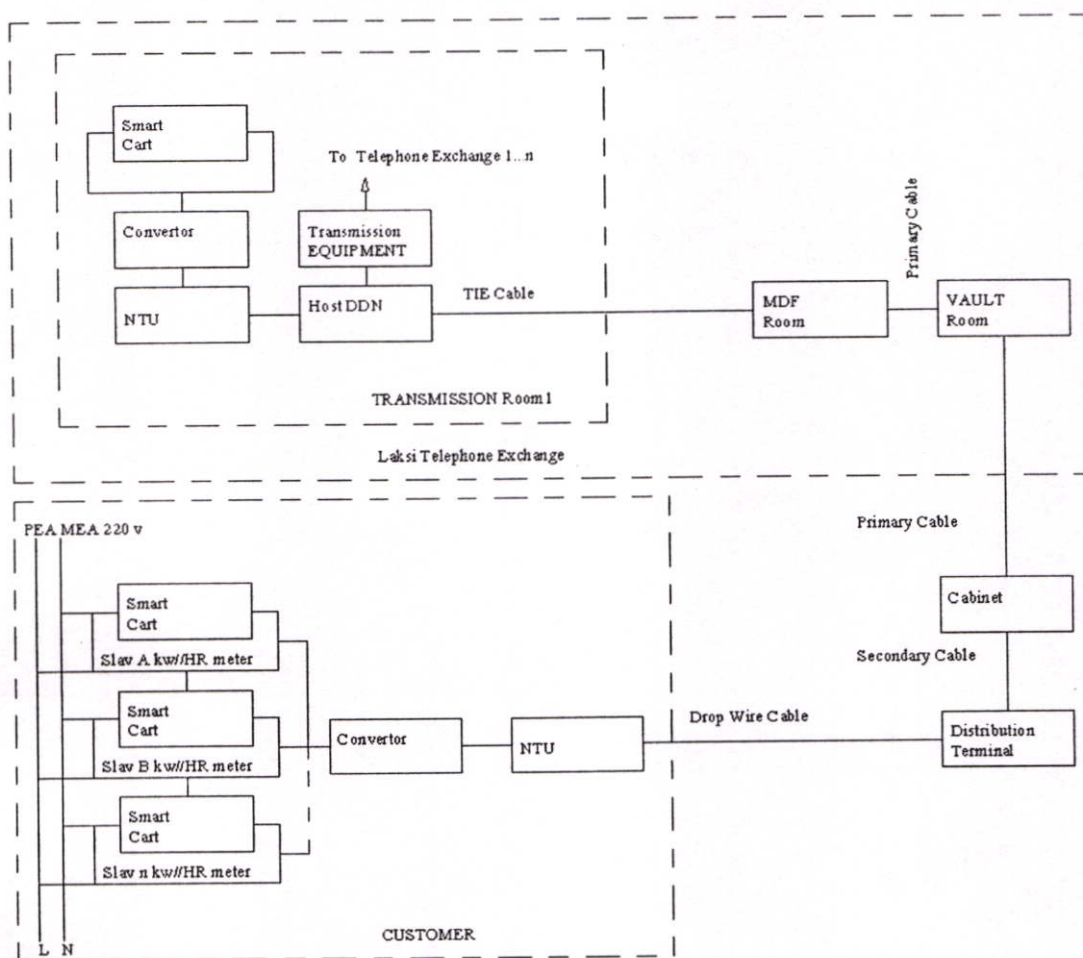 Smart
Cart
To Telephone Exchange 1...n
Convertor
Transmission
EQUIPMENT
Primary Cable
NTU
Host DDN
TIE Cable
MDF
Room
VAULT
Room
TRANSMISSION Room1
Laksi Telephone Exchange
PEA MEA 220 v
Primary Cable
Smart
Cart
Slav A kw//HR meter
Cabinet
Secondary Cable
Smart
Cart
Slav B kw//HR meter
Convertor
NTU
Drop Wire Cable
Distribution
Terminal
Smart
Cart
Slav n kw//HR meter
CUSTOMER
L N